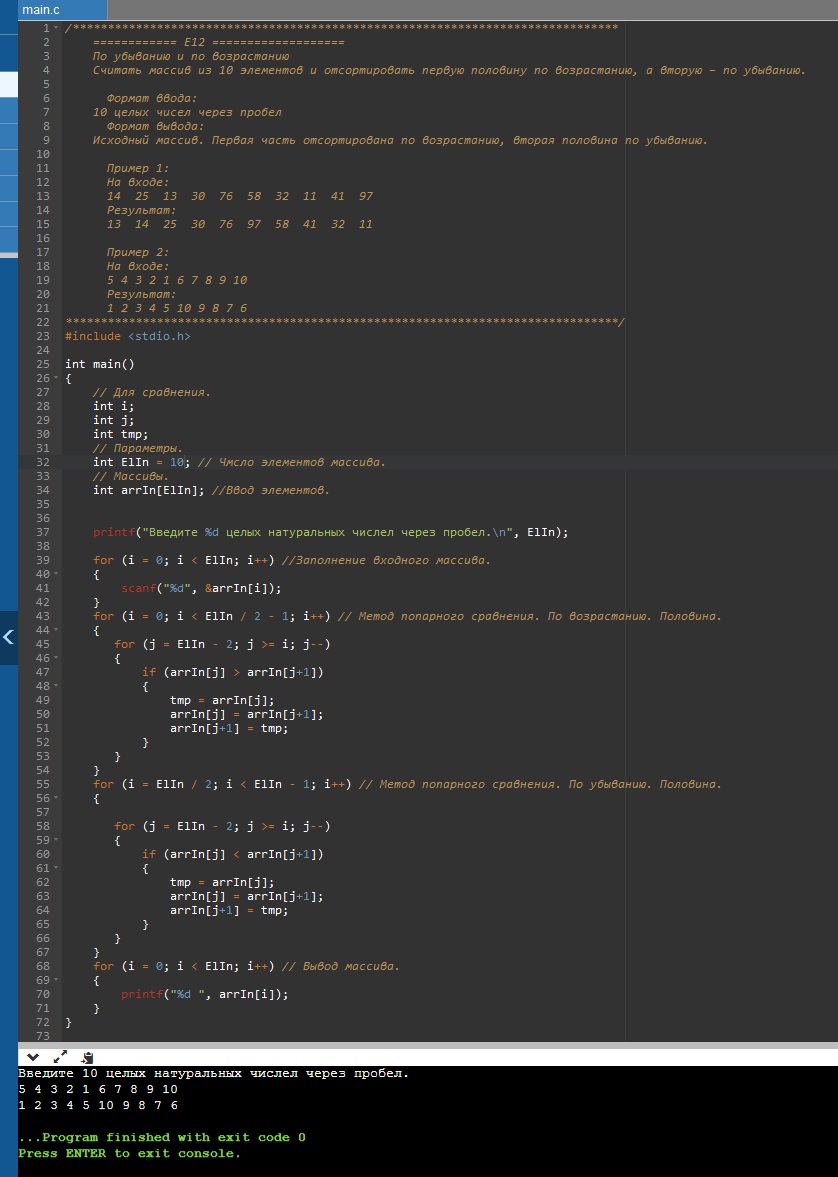 main.c
1 /******************************************************************************
2 ============ E12 ===================
3 По убыванию и по возрастанию
4 Считать массив из 10 элементов и отсортировать первую половину по возрастанию, а вторую – по убыванию.
5
6 Формат ввода:
7 10 целых чисел через пробел
8 Формат вывода:
9 Исходный массив. Первая часть отсортирована по возрастанию, вторая половина по убыванию.
10
11 Пример 1:
12 На входе:
13 14 25 13 30 76 58 32 11 41 97
14 Результат:
15 13 14 25 30 76 97 58 41 32 11
16
17 Пример 2:
18 На входе:
19 5 4 3 2 1 6 7 8 9 10
20 Результат:
21 1 2 3 4 5 10 9 8 7 6
22 *******************************************************************************/
23 #include <stdio.h>
24
25 int main()
26 {
27 // Для сравнения.
28 int i;
29 int j;
30 int tmp;
31 // Параметры.
32 int ElIn = 10; // Чмсло элементов массива.
33 // Массивы.
34 int arrIn[ElIn]; //Ввод элементов.
35
36
37 printf("Введите %d целых натуральных числел через пробел.\n", ElIn);
38
39 for (i = 0; i < ElIn; i++) //Заполнение входного массива.
40 {
41 scanf("%d", &arrIn[i]);
42 }
43 for (i = 0; i < ElIn / 2 - 1; i++) // Метод попарного сравнения. По возрастанию. Половина.
44 {
45 for (j = ElIn - 2; j >= i; j--)
46 {
47 if (arrIn[j] > arrIn[j+1])
48 {
49 tmp = arrIn[j];
50 arrIn[j] = arrIn[j+1];
51 arrIn[j+1] = tmp;
52 }
53 }
54 }
55 for (i = ElIn / 2; i < ElIn - 1; i++) // Метод попарного сравнения. По убыванию. Половина.
56 {
57
58 for (j = ElIn - 2; j >= i; j--)
59 {
60 if (arrIn[j] < arrIn[j+1])
61 {
62 tmp = arrIn[j];
63 arrIn[j] = arrIn[j+1];
64 arrIn[j+1] = tmp;
65 }
66 }
67 }
68 for (i = 0; i < ElIn; i++) // Вывод массива.
69 {
70 printf("%d ", arrIn[i]);
71 }
72 }
73
Введите 10 целых натуральных числел через пробел.
5 4 3 2 1 6 7 8 9 10
1 2 3 4 5 10 9 8 7 6
...Program finished with exit code 0
Press ENTER to exit console.